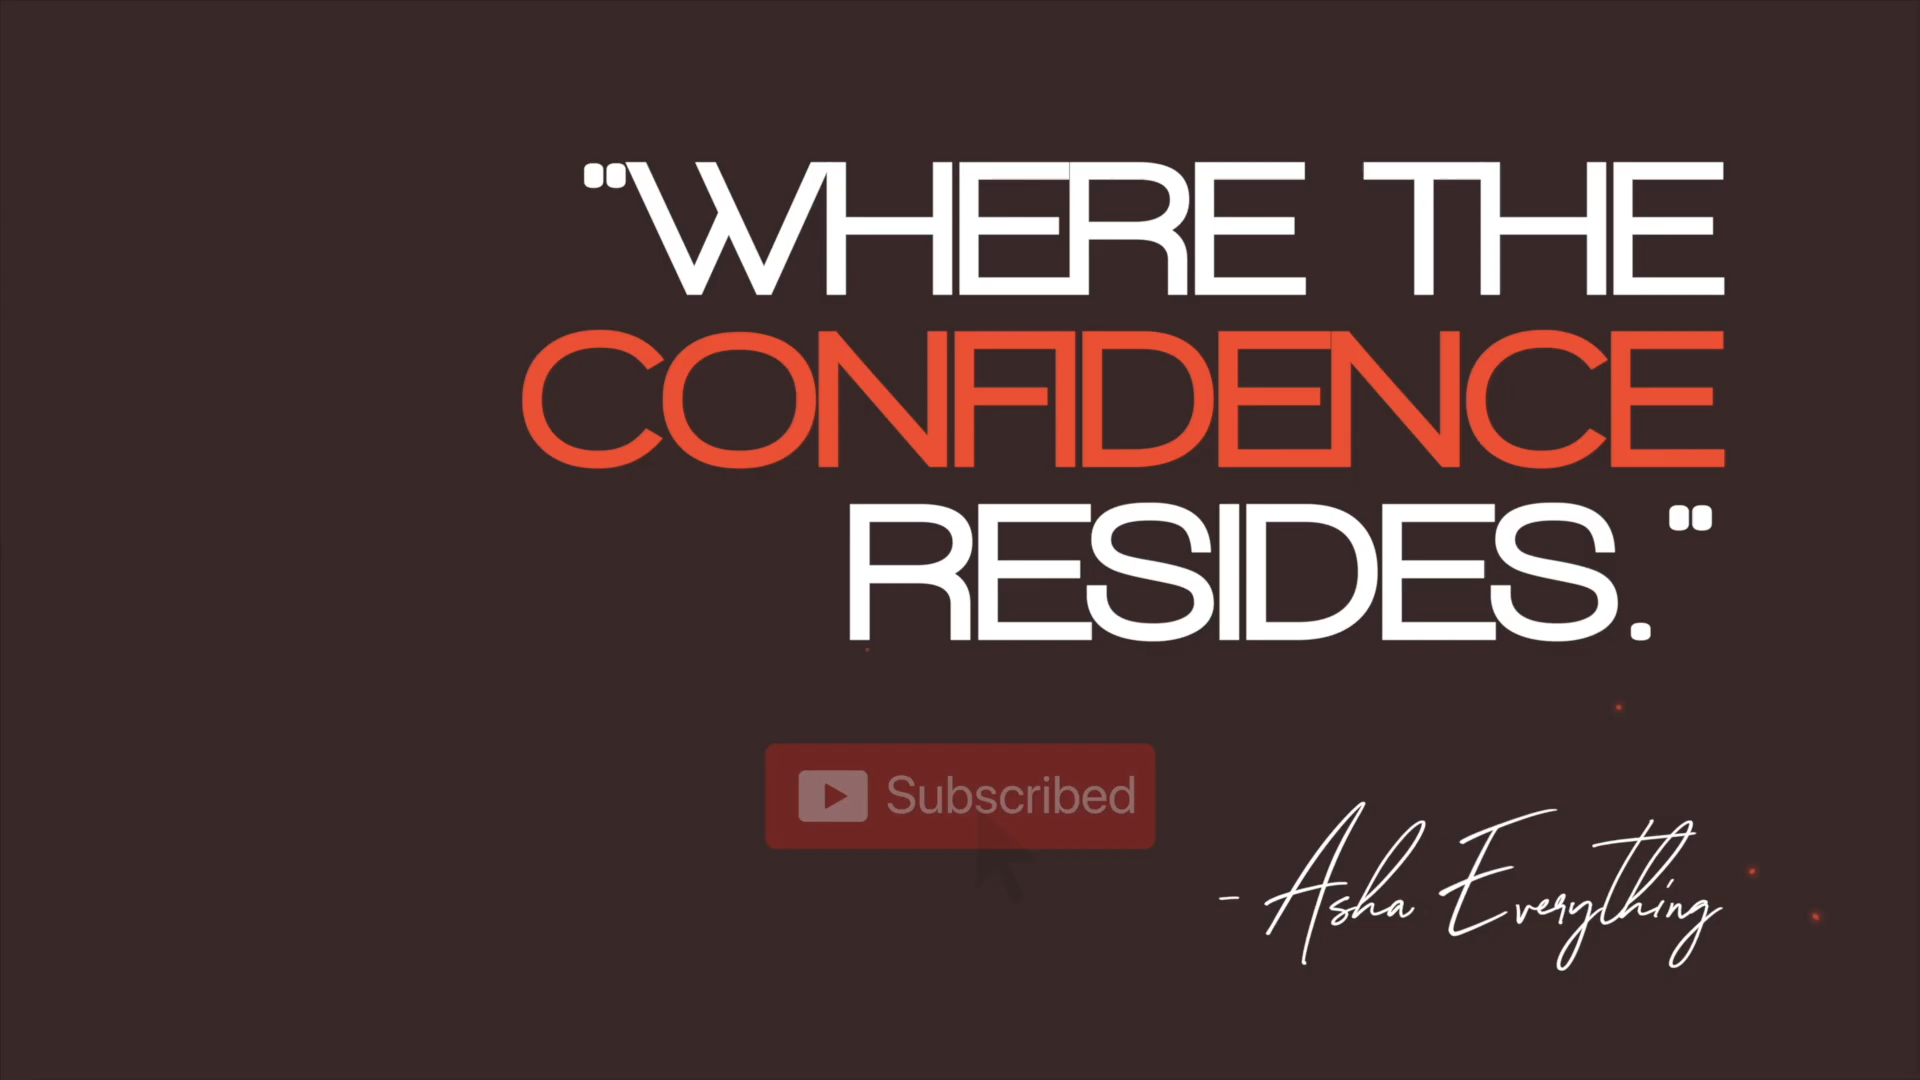 "WHERE THE
CONFIDENCE
RESIDES."
Subscribed
- Asha Everything